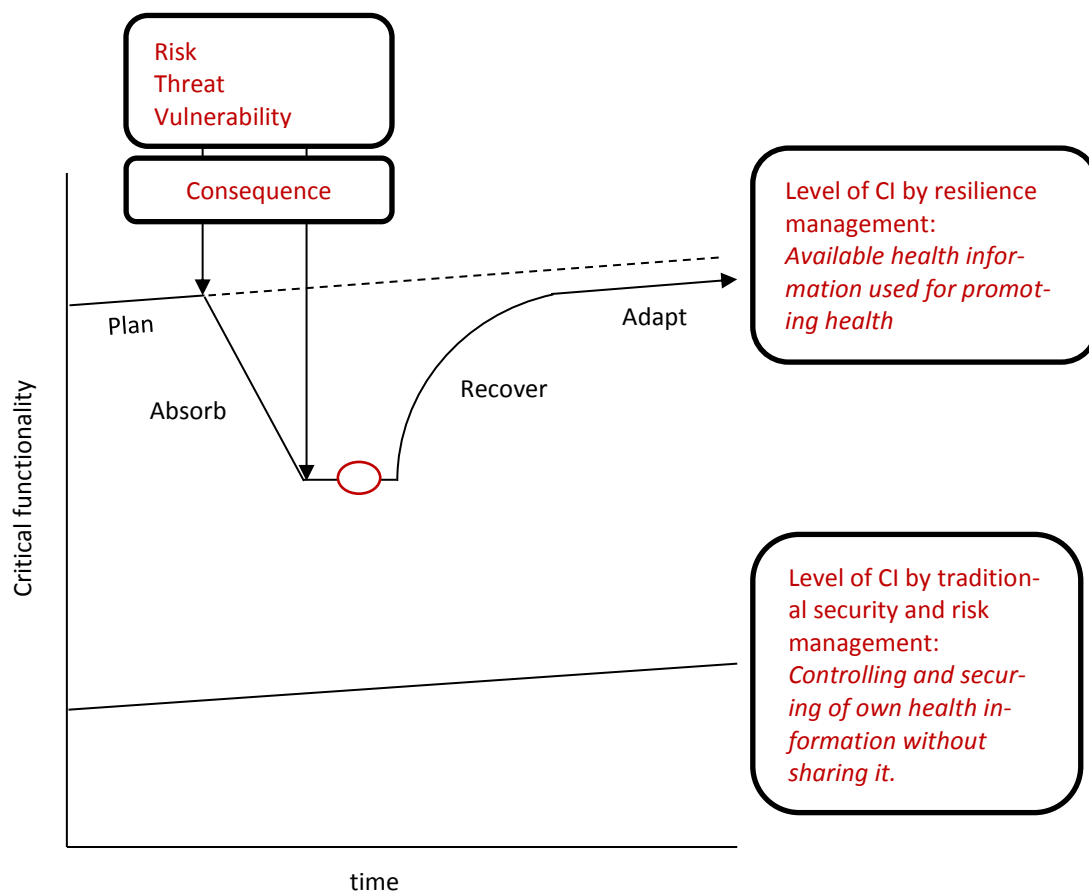 Risk
Threat
Vulnerability
Consequence
Level of CI by resilience
management:
Available health infor-
mation used for promot-
ing health
Plan
Adapt
Absorb
Recover
Critical functionality
Level of CI by tradition-
al security and risk
management:
Controlling and secur-
ing of own health in-
formation without
sharing it.
time